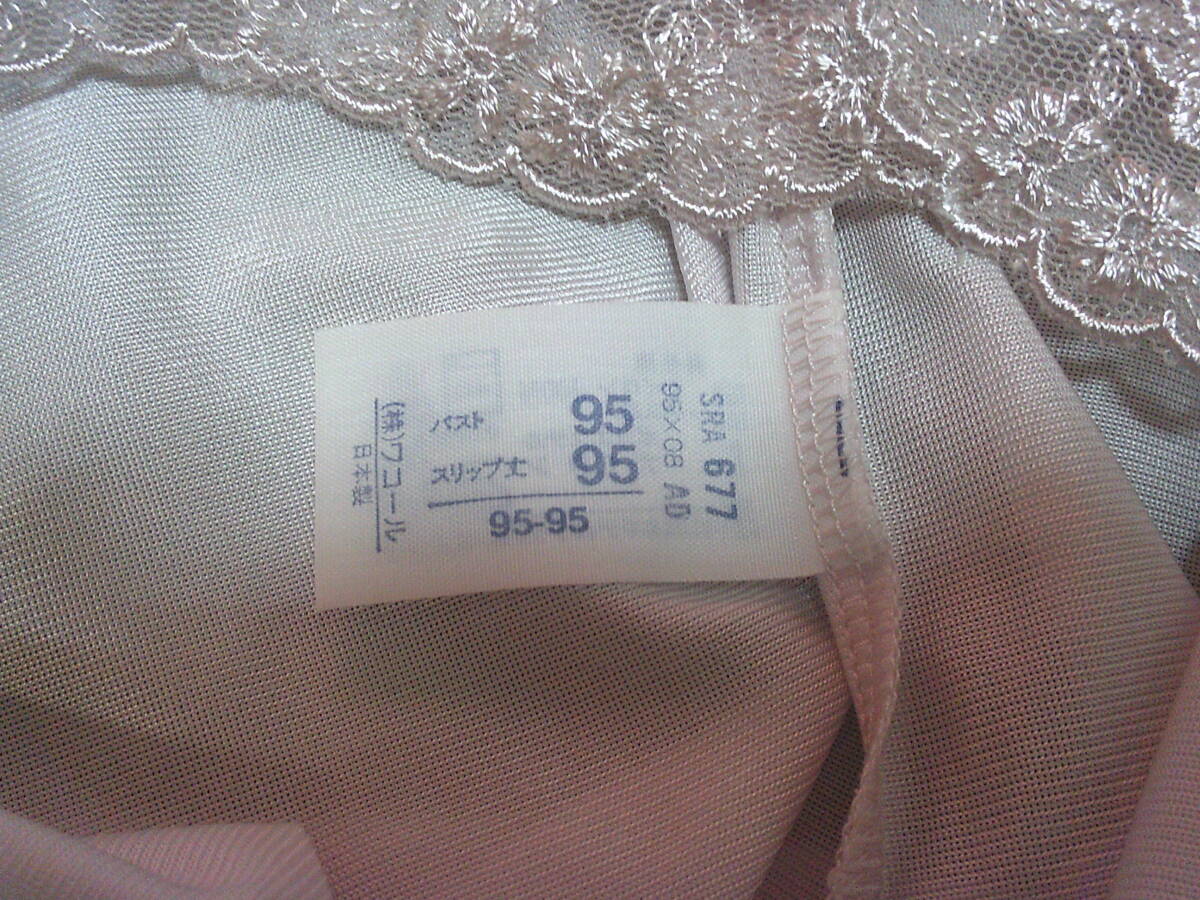 SRA 677
95×08 AD
バスト 95
スリップ丈 95
95-95
(株)ワコール
日本製